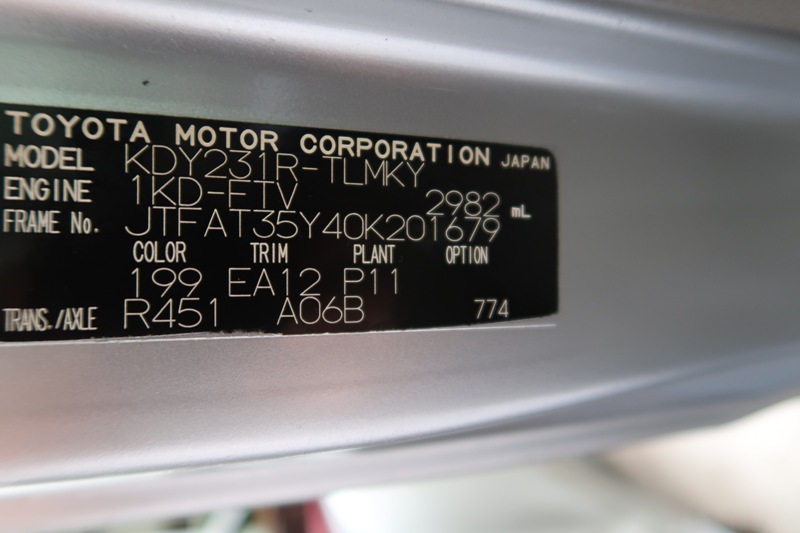 TOYOTA MOTOR CORPORATION JAPAN
MODEL KDY231R-TLMKY
ENGINE 1KD-FTV 2982 mL
FRAME No. JTFAT35Y40K201679
COLOR TRIM PLANT OPTION
199 EA12 P11
TRANS./AXLE R451 A06B 774